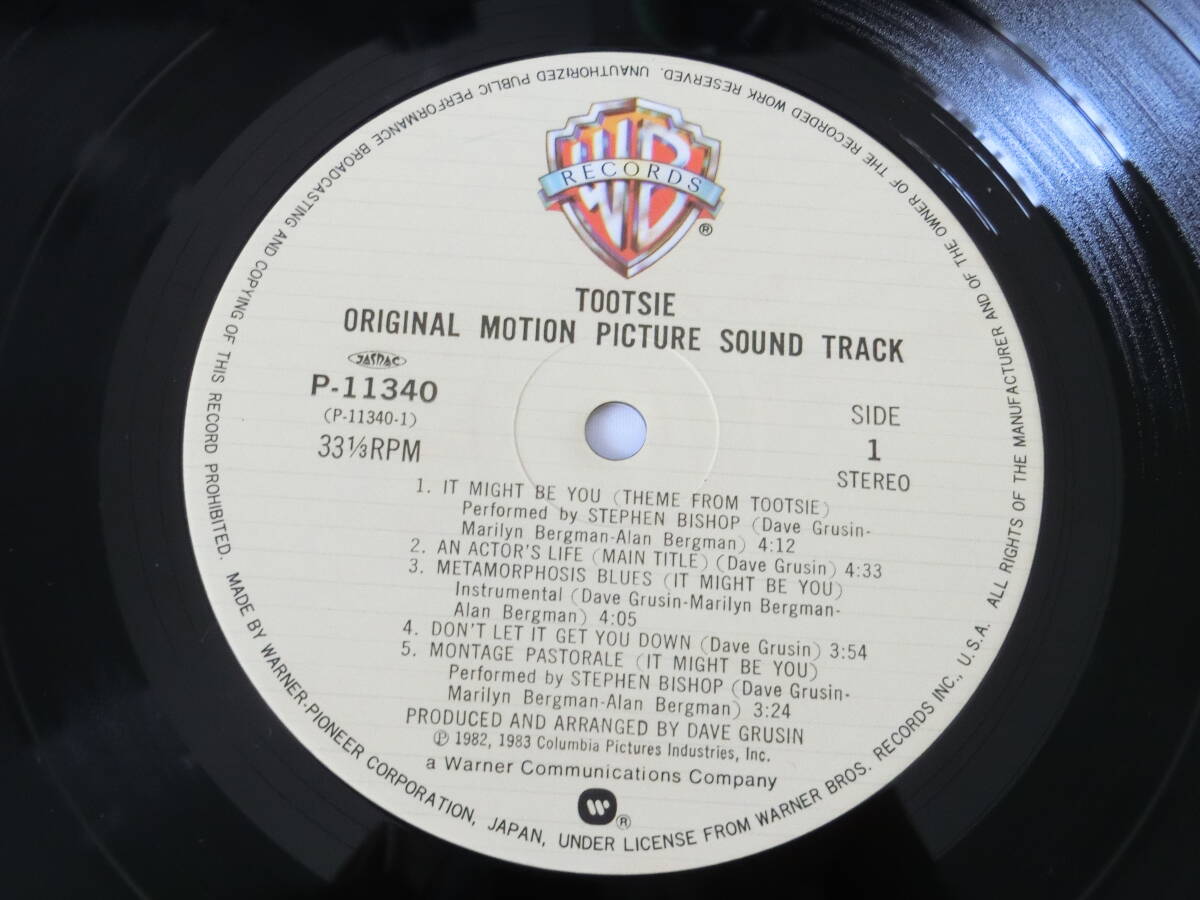 WB
RECORDS
®
TOOTSIE
ORIGINAL MOTION PICTURE SOUND TRACK
JASRAC
P-11340
(P-11340-1)
33⅓RPM
SIDE
1
STEREO
1. IT MIGHT BE YOU (THEME FROM TOOTSIE)
Performed by STEPHEN BISHOP (Dave Grusin-
Marilyn Bergman-Alan Bergman) 4:12
2. AN ACTOR'S LIFE (MAIN TITLE) (Dave Grusin) 4:33
3. METAMORPHOSIS BLUES (IT MIGHT BE YOU)
Instrumental (Dave Grusin-Marilyn Bergman-
Alan Bergman) 4:05
4. DON'T LET IT GET YOU DOWN (Dave Grusin) 3:54
5. MONTAGE PASTORALE (IT MIGHT BE YOU)
Performed by STEPHEN BISHOP (Dave Grusin-
Marilyn Bergman-Alan Bergman) 3:24
PRODUCED AND ARRANGED BY DAVE GRUSIN
℗ 1982, 1983 Columbia Pictures Industries, Inc.
a Warner Communications Company
®
MADE BY WARNER-PIONEER CORPORATION, JAPAN, UNDER LICENSE FROM WARNER BROS. RECORDS INC., U.S.A. ALL RIGHTS OF THE MANUFACTURER AND OF THE OWNER OF THE RECORDED WORK RESERVED. UNAUTHORIZED PUBLIC PERFORMANCE BROADCASTING AND COPYING OF THIS RECORD PROHIBITED.